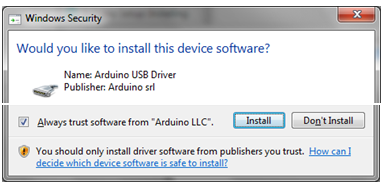 Windows Security
Would you like to install this device software?
Name: Arduino USB Driver
Publisher: Arduino srl
Always trust software from "Arduino LLC".
Install
Don't Install
You should only install driver software from publishers you trust. How can I
decide which device software is safe to install?